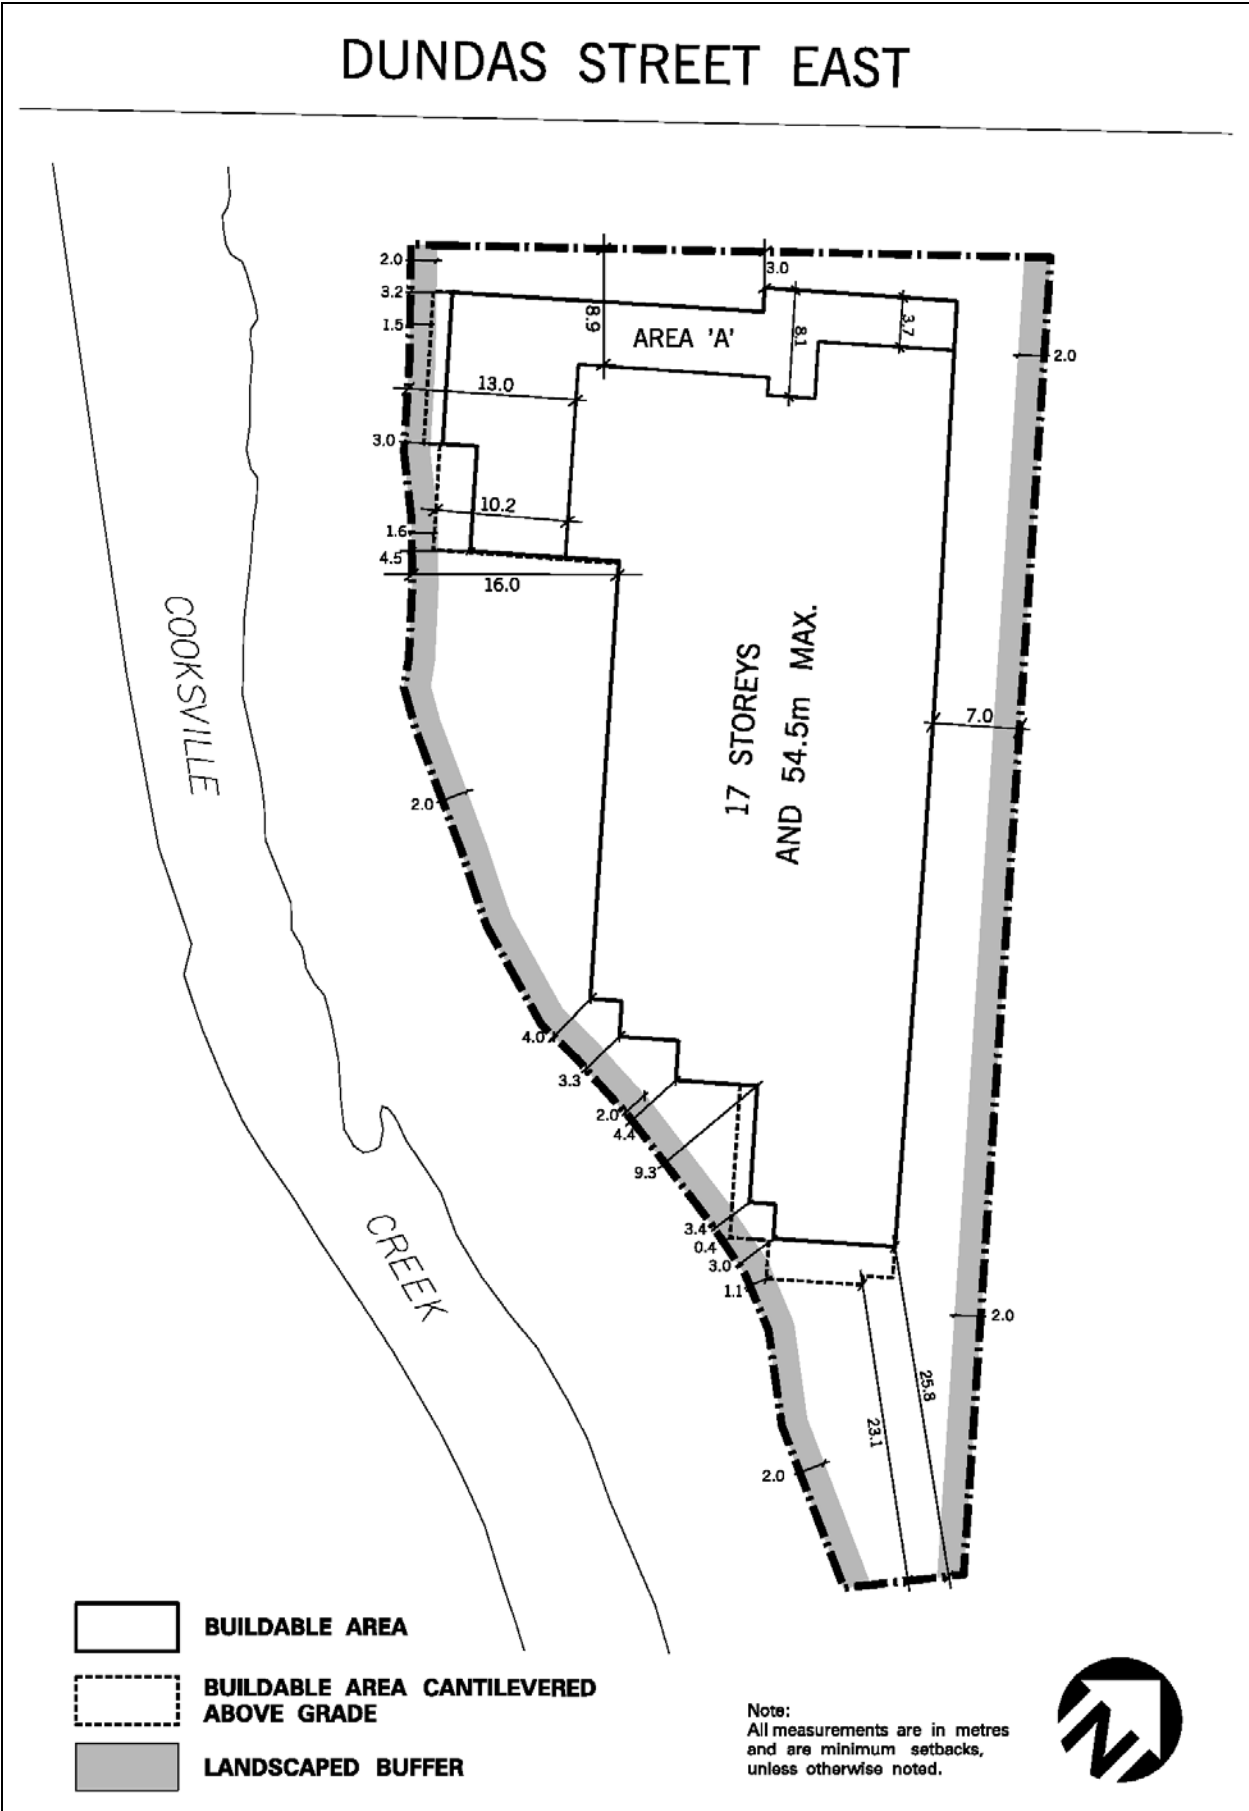 DUNDAS STREET EAST
2.0
3.0
3.2
1.5
8.9
AREA 'A'
8.1
3.7
2.0
13.0
3.0
10.2
1.6
4.5
16.0
COOKSVILLE
17 STOREYS
AND 54.5m MAX.
7.0
2.0
4.0
3.3
2.0
4.4
9.3
3.4
0.4
3.0
1.1
CREEK
2.0
25.8
23.1
2.0
BUILDABLE AREA
BUILDABLE AREA CANTILEVERED
ABOVE GRADE
LANDSCAPED BUFFER
Note:
All measurements are in metres
and are minimum setbacks,
unless otherwise noted.
N